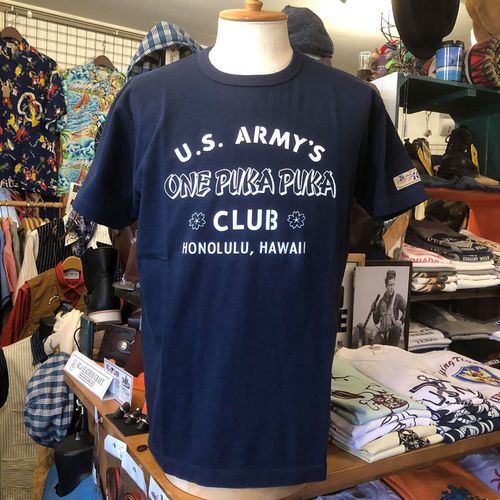 U.S. ARMY'S
ONE PUKA PUKA
CLUB
HONOLULU, HAWAII